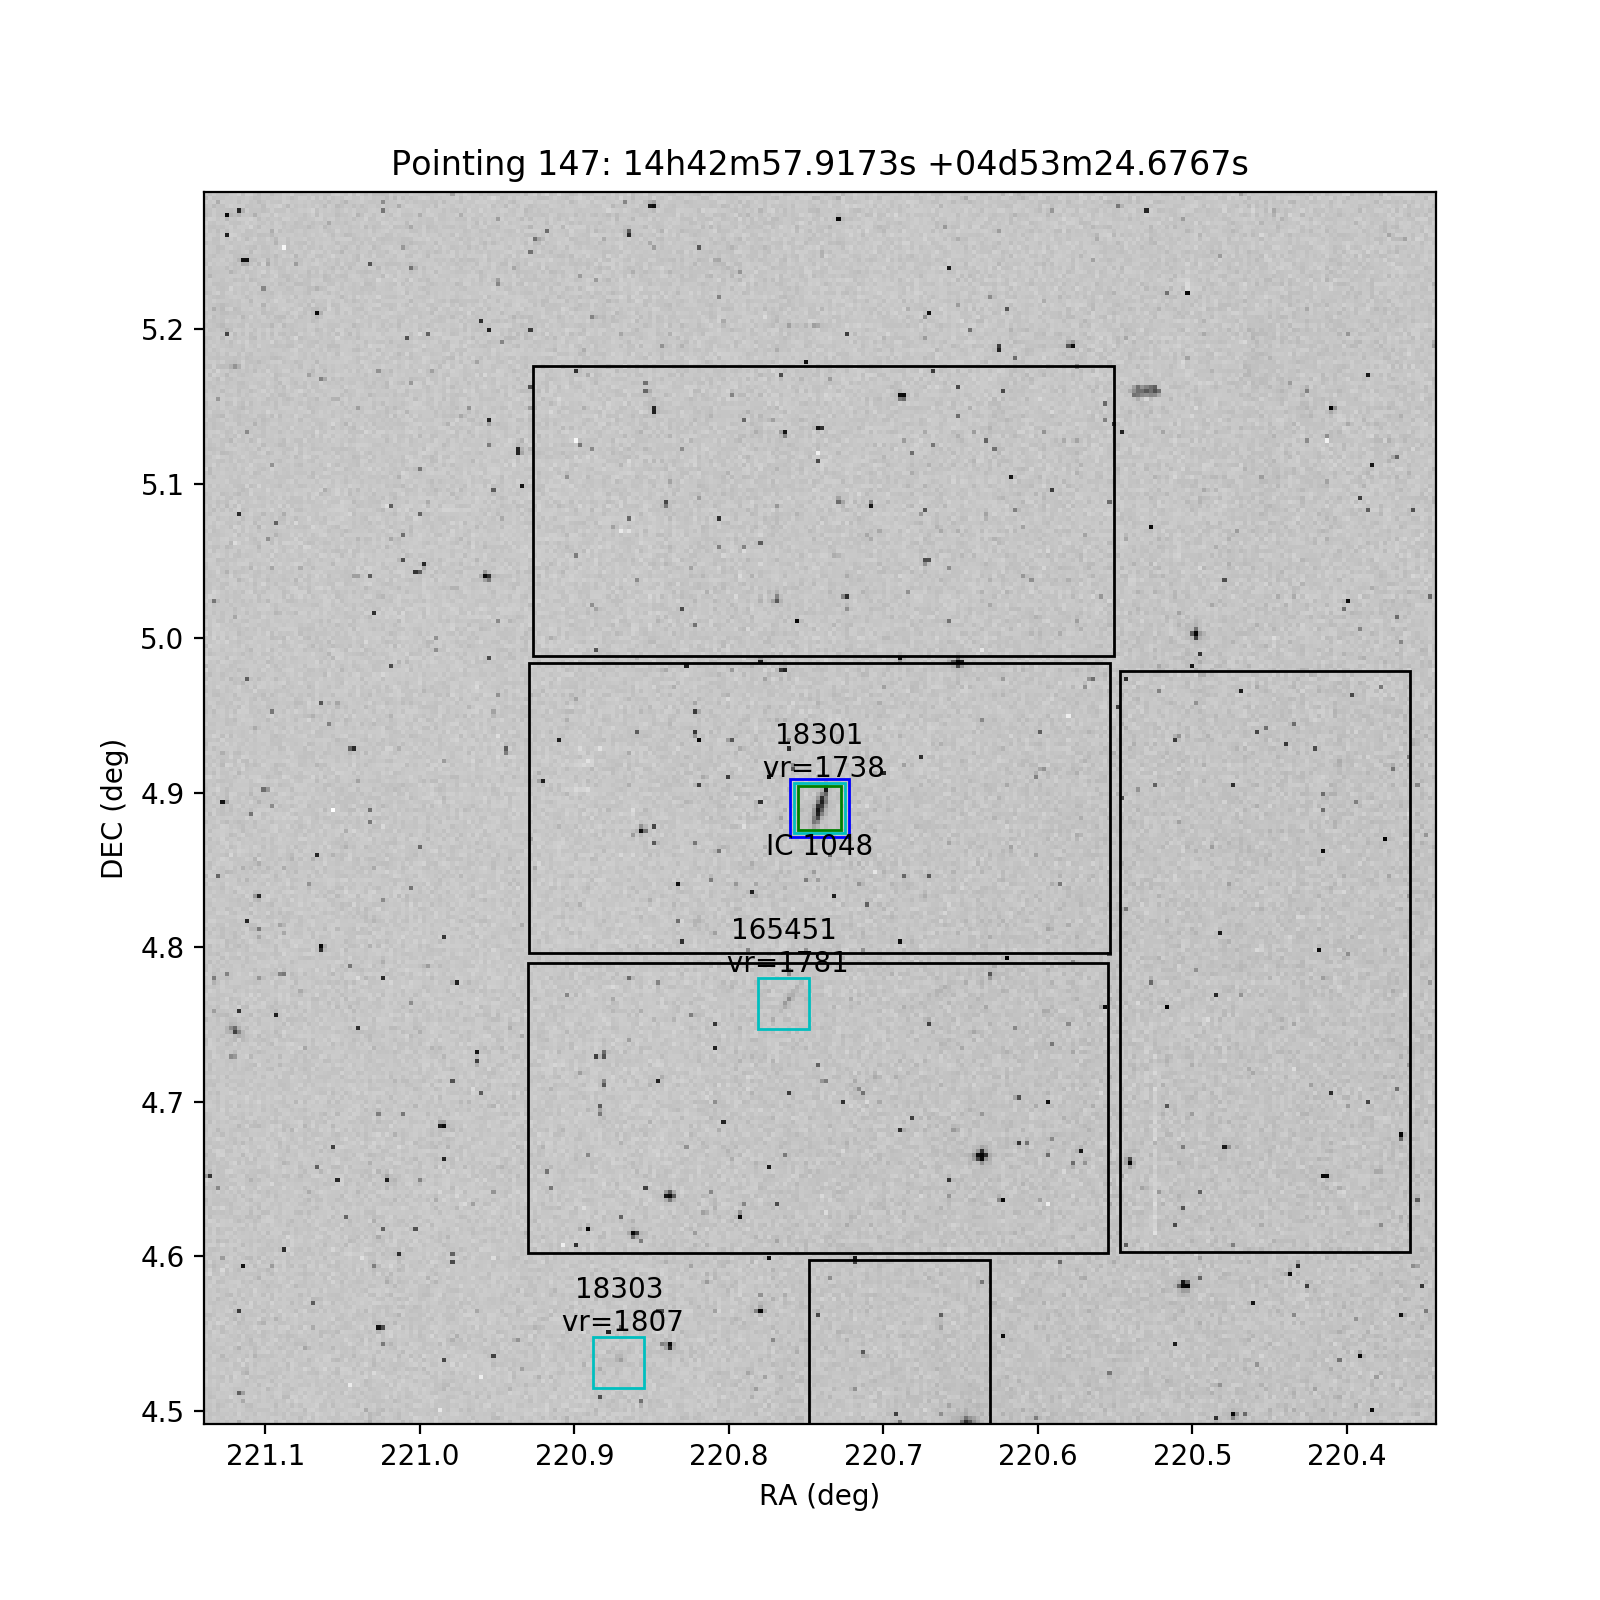 Pointing 147: 14h42m57.9173s +04d53m24.6767s
5.2
5.1
5.0
4.9
4.8
4.7
4.6
4.5
DEC (deg)
18301
vr=1738
IC 1048
165451
vr=1781
18303
vr=1807
221.1 221.0 220.9 220.8 220.7 220.6 220.5 220.4
RA (deg)